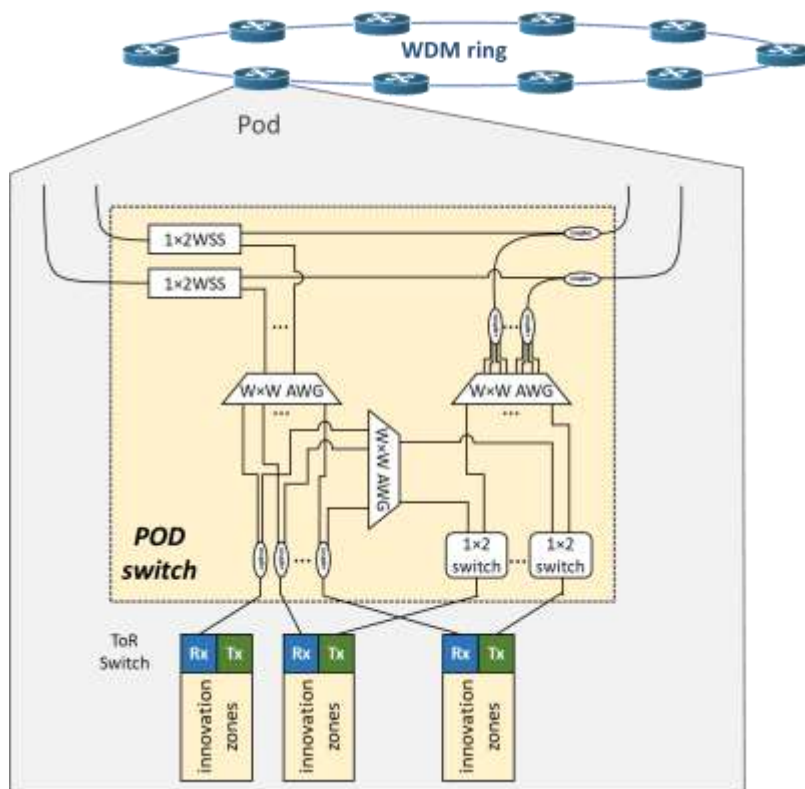 WDM ring
Pod
1×2WSS
1×2WSS
...
...
W×W AWG
W×W AWG
...
...
W×W AWG
POD
switch
1×2
switch
...
1×2
switch
...
ToR
Switch
Rx
Tx
Rx
Tx
Rx
Tx
innovation
zones
innovation
zones
innovation
zones